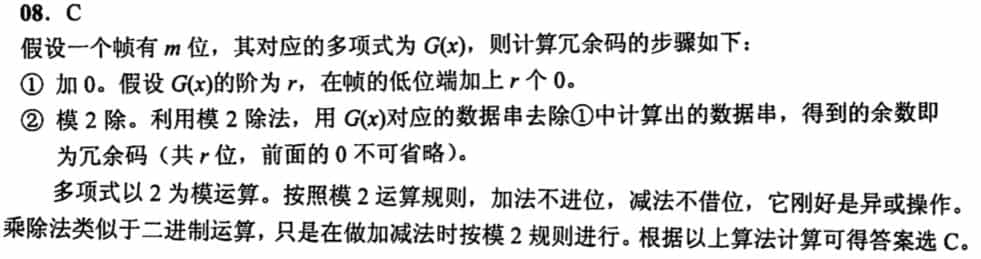 08. C
假设一个帧有 m 位，其对应的多项式为 G(x)，则计算冗余码的步骤如下：
① 加 0。假设 G(x)的阶为 r，在帧的低位端加上 r 个 0。
② 模 2 除。利用模 2 除法，用 G(x)对应的数据串去除①中计算出的数据串，得到的余数即
为冗余码（共 r 位，前面的 0 不可省略）。
多项式以 2 为模运算。按照模 2 运算规则，加法不进位，减法不借位，它刚好是异或操作。
乘除法类似于二进制运算，只是在做加减法时按模 2 规则进行。根据以上算法计算可得答案选 C。